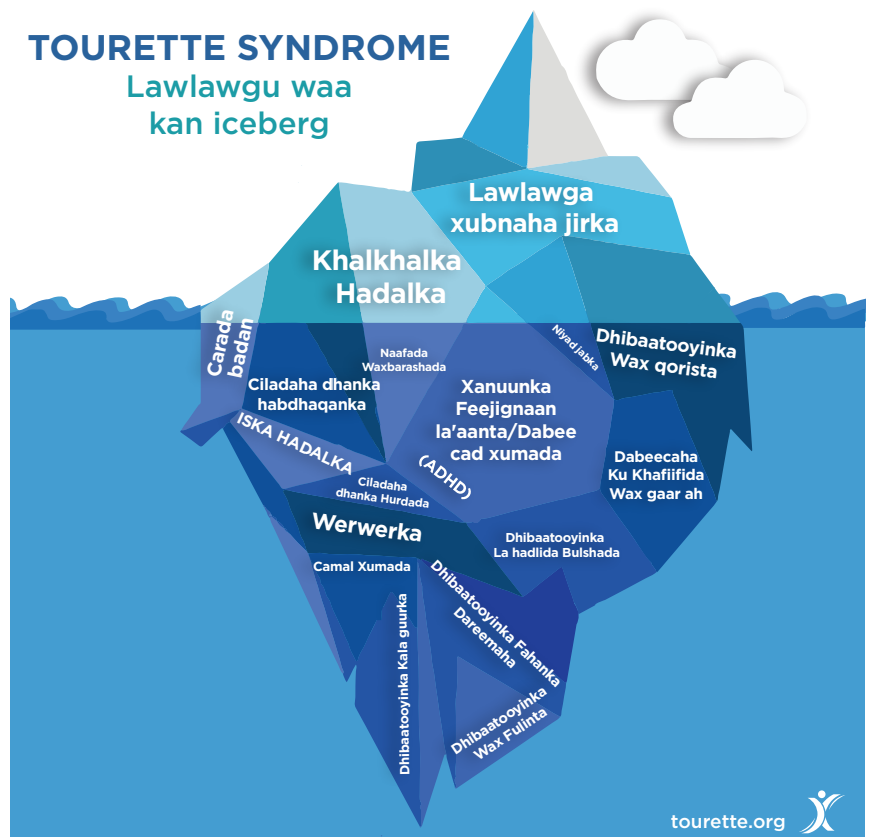 TOURETTE SYNDROME
Lawlawgu waa
kan iceberg
Lawlawga
xubnaha jirka
Khalkhalka
Hadalka
Carada
badan
Ciladaha dhanka
habdhaqanka
Naafada
Waxbarashada
Xanuunka
Feejignaan
la'aanta/Dabee
cad xumada
(ADHD)
Niyad jabka
Dhibaatooyinka
Wax qorista
ISKA HADALKA
Ciladaha
dhanka Hurdada
Dabeecaha
Ku Khafiifida
Wax gaar ah
Werwerka
Dhibaatooyinka
La hadlida Bulshada
Camal Xumada
Dhibaatooyinka Kala guurka
Dhibaatooyinka Fahanka
Dareemaha
Dhibaatooyinka
Wax Fulinta
tourette.org